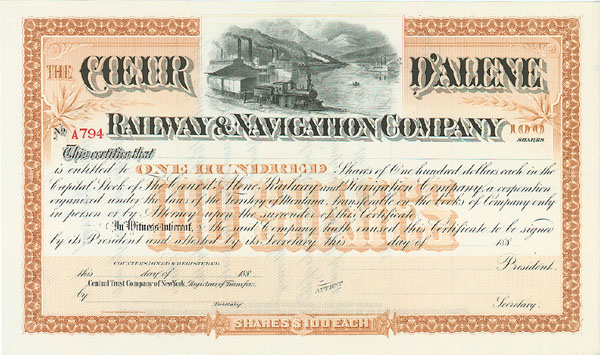 THE CŒUR D'ALENE
No A794 RAILWAY & NAVIGATION COMPANY 100 SHARES
This certifies that
is entitled to ONE HUNDRED Shares of One hundred dollars each in the
Capital Stock of The Cœur d'Alene Railway and Navigation Company, a corporation
organized under the laws of the Territory of Montana, Transferable on the books of Company only
in person or by Attorney upon the surrender of this Certificate.
In Witness Whereof, the said Company hath caused this Certificate to be signed
by its President and attested by its Secretary this day of 188
COUNTERSIGNED & REGISTERED President.
this day of 188
Central Trust Company of New York, Registrar of Transfers. ATTEST
by Secretary Secretary.
SHARES $100 EACH